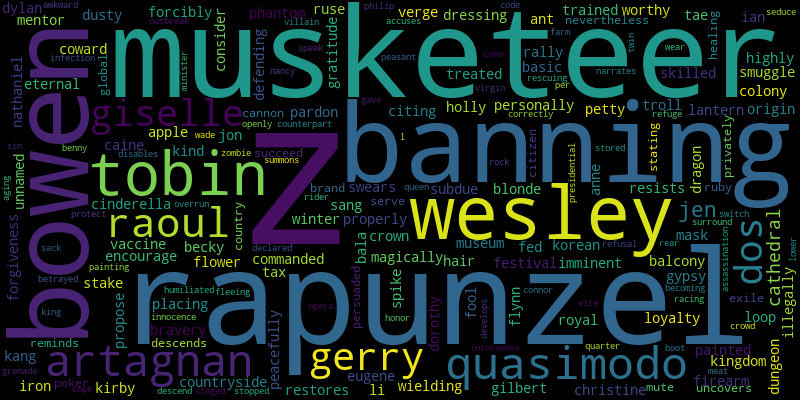 dylan
awkward
dusty
forcibly
phantom
outbreak
ruse
villain
verge
dressing
ant
trained
worthy
philip
accuses
code
tae
ian
seduce
mentor
coward
eternal
infection
global
musketeer
minister
consider
gratitude
speak
nancy
rally
peasant
nevertheless
basic
farm
twin
wear
healing
highly
skilled
smuggle
colony
bowen
nathaniel
unnamed
sin
benny
giselle
defending
cannon
pardon
citing
treated
coma
narrates
rescuing
virgin
per
holly
personally
petty
troll
lantern
origin
apple
wade
jon
openly
counterpart
gave
correctly
l
stating
caine
kind
disables
zombie
succeed
summons
z
banning
rock
citizen
refuge
stored
presidential
dragon
privately
tobin
aging
protect
cinderella
overrun
brand
swears
subdue
blonde
resists
anne
ruby
rider
queen
switch
wesley
raoul
country
winter
sang
serve
properly
jen
mask
surround
dos
cathedral
lower
forgiveness
sack
vaccine
becky
encourage
declared
bala
crown
museum
fed
korean
refusal
rear
assassination
painting
flower
commanded
magically
hair
festival
imminent
balcony
gypsy
illegally
betrayed
stake
tax
persuaded
spike
dorothy
fool
flynn
connor
vice
becoming
racing
exile
loop
king
propose
placing
humiliated
fleeing
innocence
opera
honor
develops
royal
loyalty
crowd
rapunzel
bravery
descends
peacefully
intervenes
quarter
painted
kingdom
reminds
kang
artagnan
gerry
quasimodo
boot
meat
dungeon
firearm
grenade
iron
poker
cope
kirby
descend
staged
stopped
countryside
restores
eugene
li
wielding
gilbert
christine
mute
uncovers